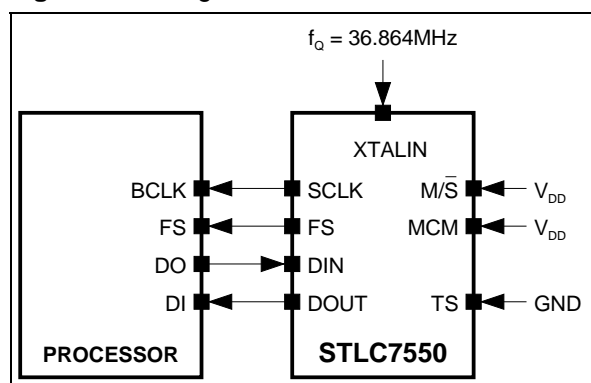 f_Q = 36.864MHz
XTALIN
BCLK SCLK M/S̅ V_DD
FS FS MCM V_DD
DO DIN
DI DOUT TS GND
PROCESSOR STLC7550